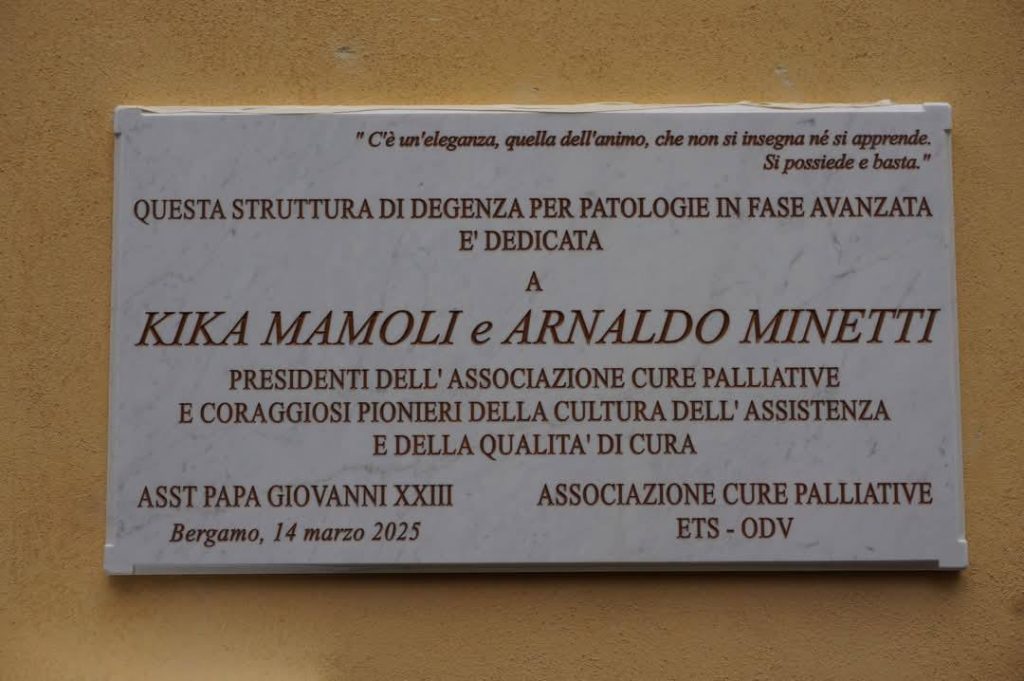 " C'è un'eleganza, quella dell'animo, che non si insegna né si apprende.
Si possiede e basta."
QUESTA STRUTTURA DI DEGENZA PER PATOLOGIE IN FASE AVANZATA
E' DEDICATA
A
KIKA MAMOLI e ARNALDO MINETTI
PRESIDENTI DELL' ASSOCIAZIONE CURE PALLIATIVE
E CORAGGIOSI PIONIERI DELLA CULTURA DELL' ASSISTENZA
E DELLA QUALITA' DI CURA
ASST PAPA GIOVANNI XXIII
Bergamo, 14 marzo 2025
ASSOCIAZIONE CURE PALLIATIVE
ETS - ODV